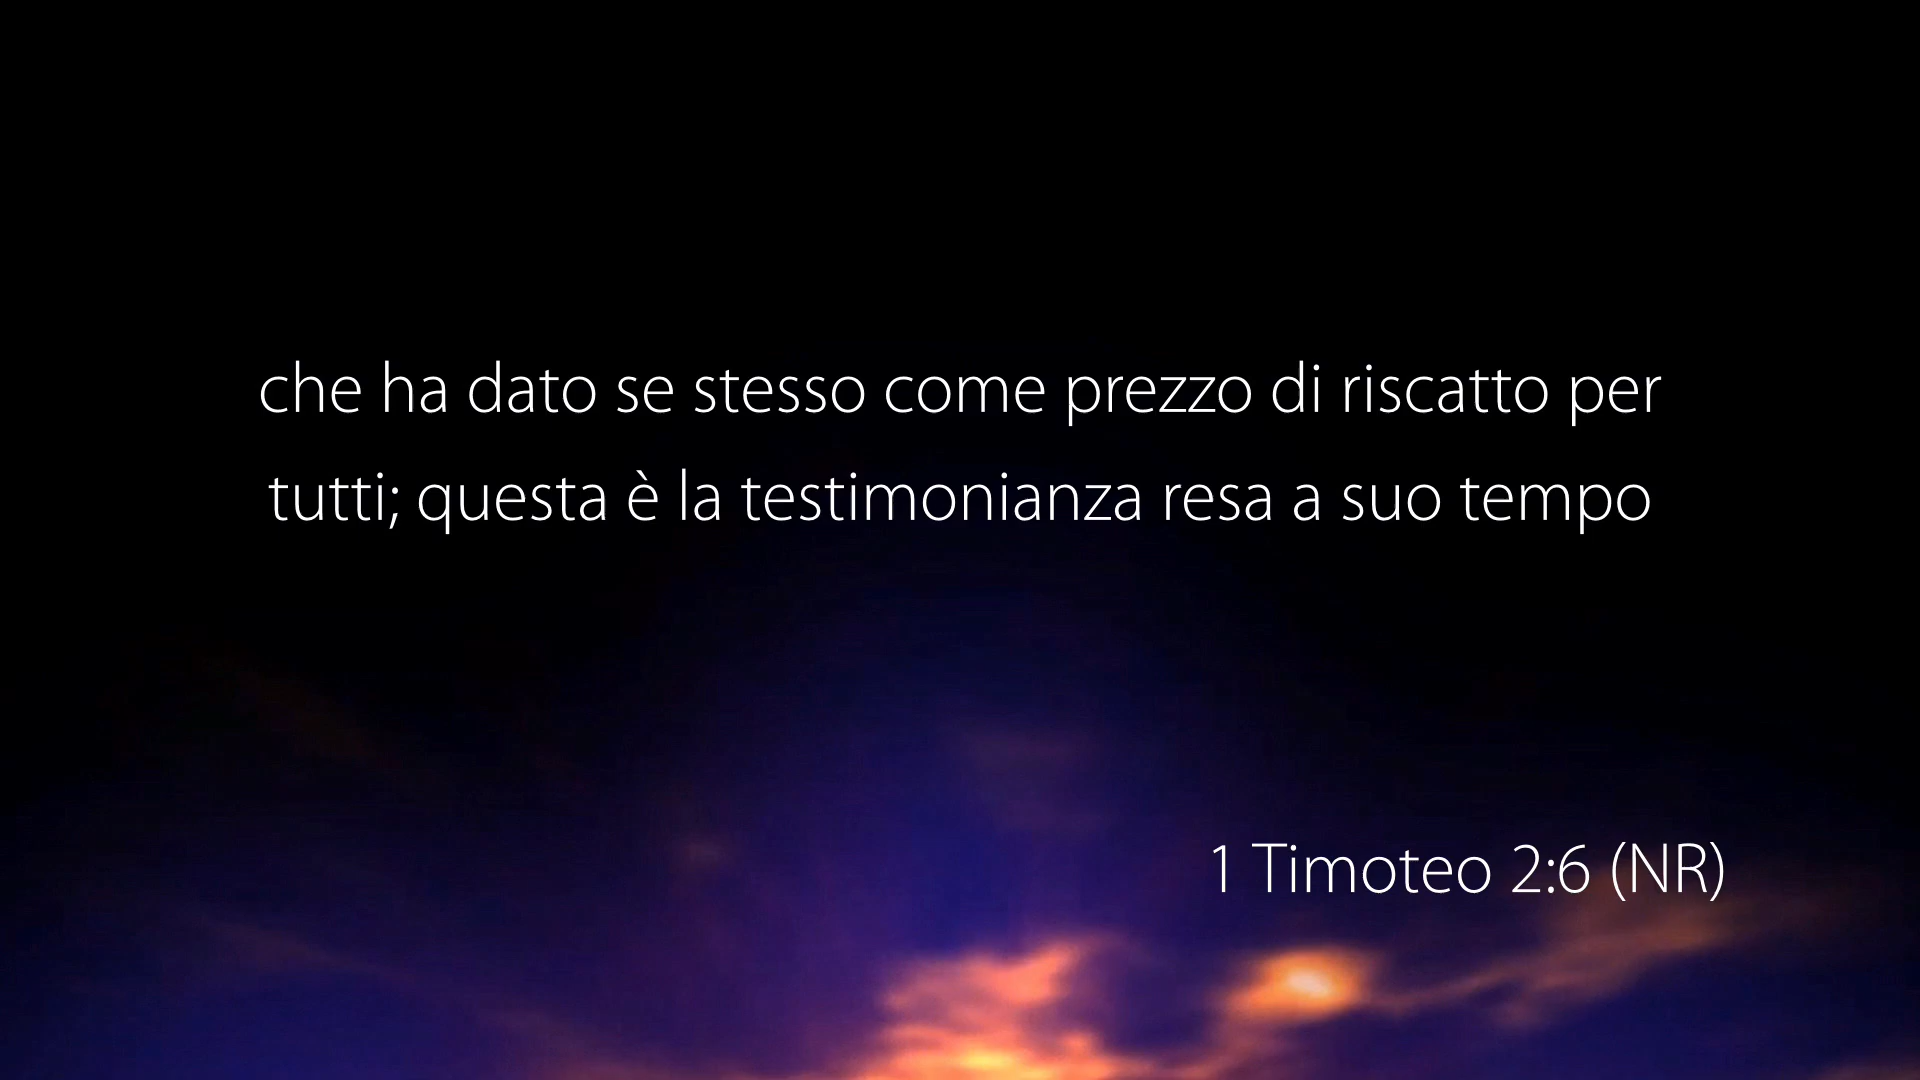 che ha dato se stesso come prezzo di riscatto per
tutti; questa è la testimonianza resa a suo tempo
1 Timoteo 2:6 (NR)